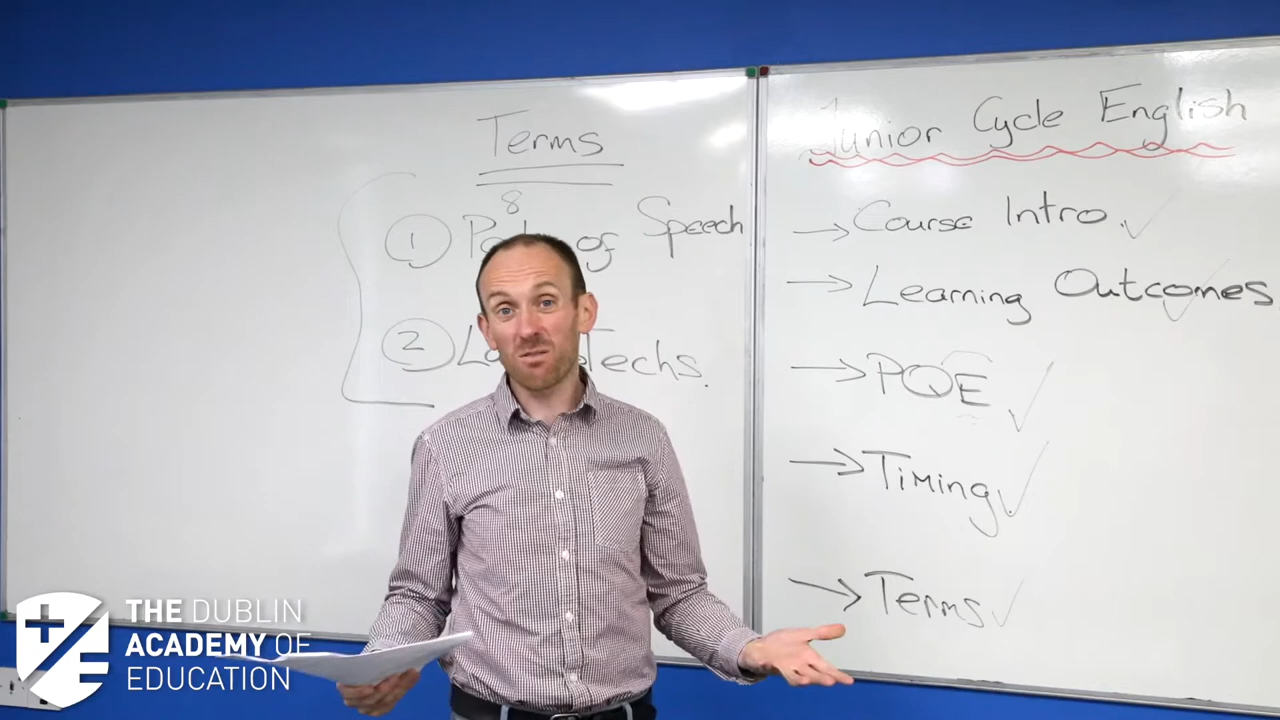 Terms
8
1 of Speech
2 Techs.
Junior Cycle English
→ Course Intro. ✓
→ Learning Outcomes ✓
→ PQE ✓
→ Timing ✓
→ Terms ✓
THE DUBLIN
ACADEMY OF
EDUCATION